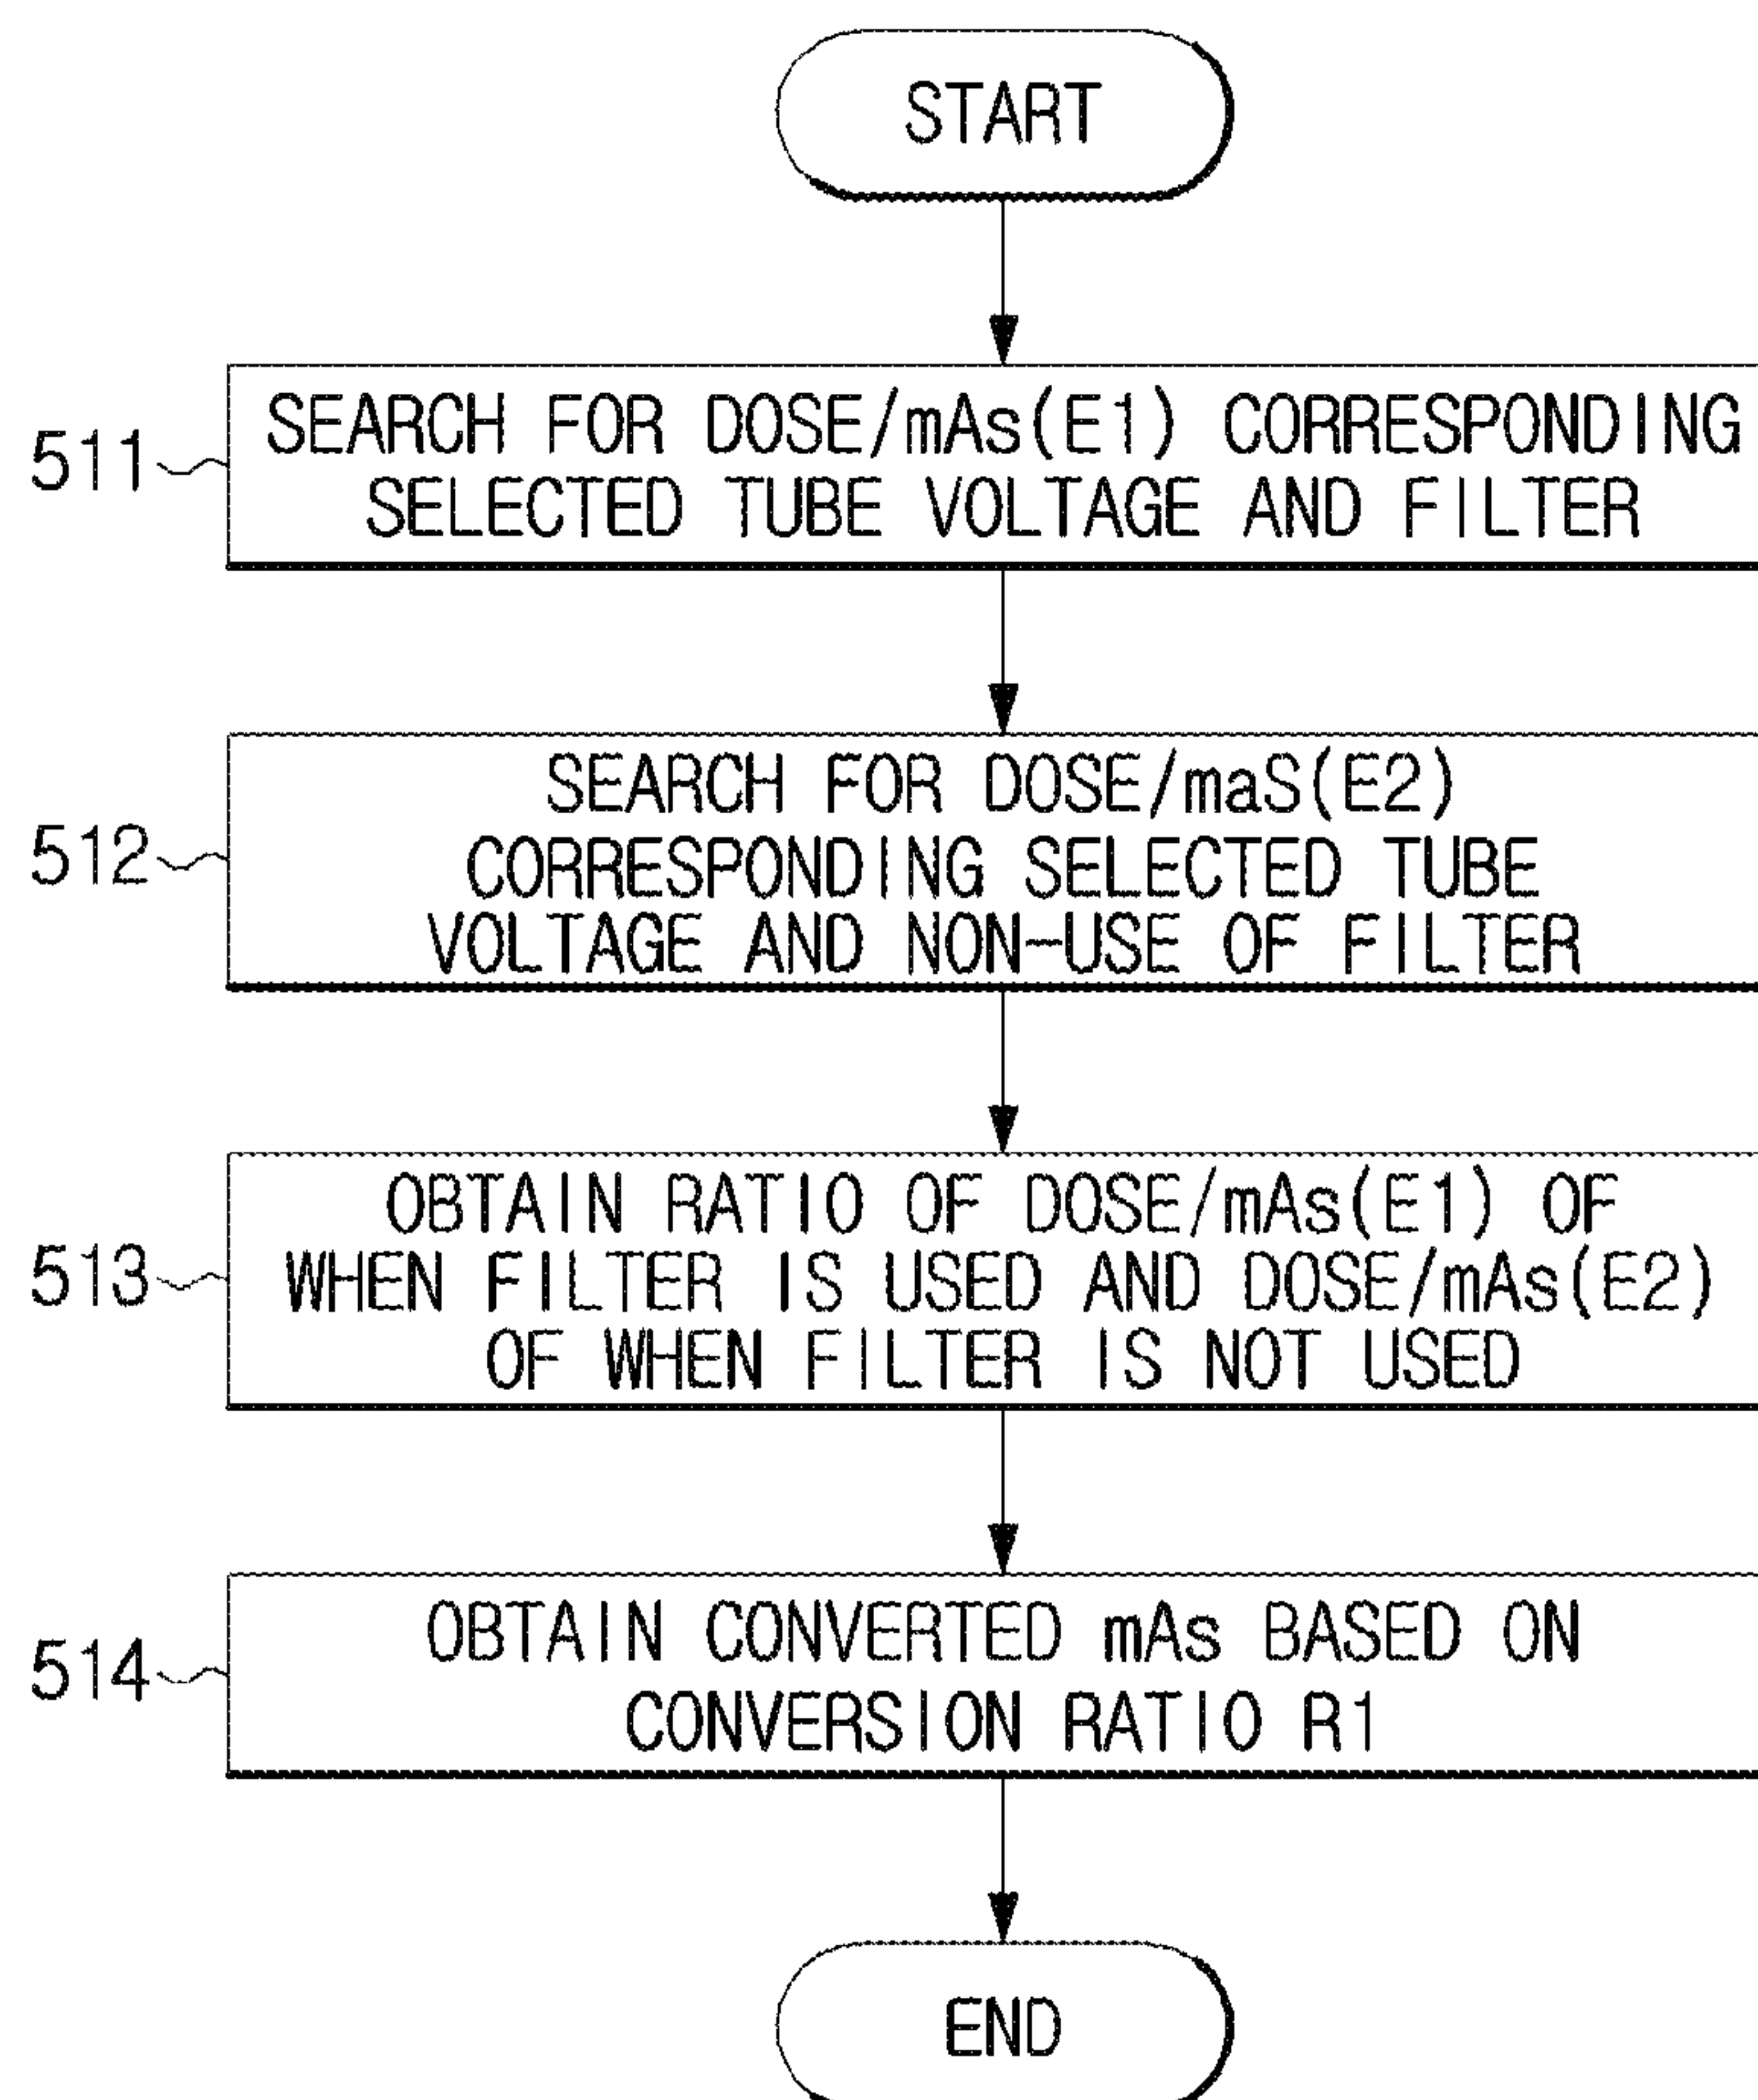 START
511
SEARCH FOR DOSE/mAs(E1) CORRESPONDING
SELECTED TUBE VOLTAGE AND FILTER
512
SEARCH FOR DOSE/maS(E2)
CORRESPONDING SELECTED TUBE
VOLTAGE AND NON-USE OF FILTER
513
OBTAIN RATIO OF DOSE/mAs(E1) OF
WHEN FILTER IS USED AND DOSE/mAs(E2)
OF WHEN FILTER IS NOT USED
514
OBTAIN CONVERTED mAs BASED ON
CONVERSION RATIO R1
END